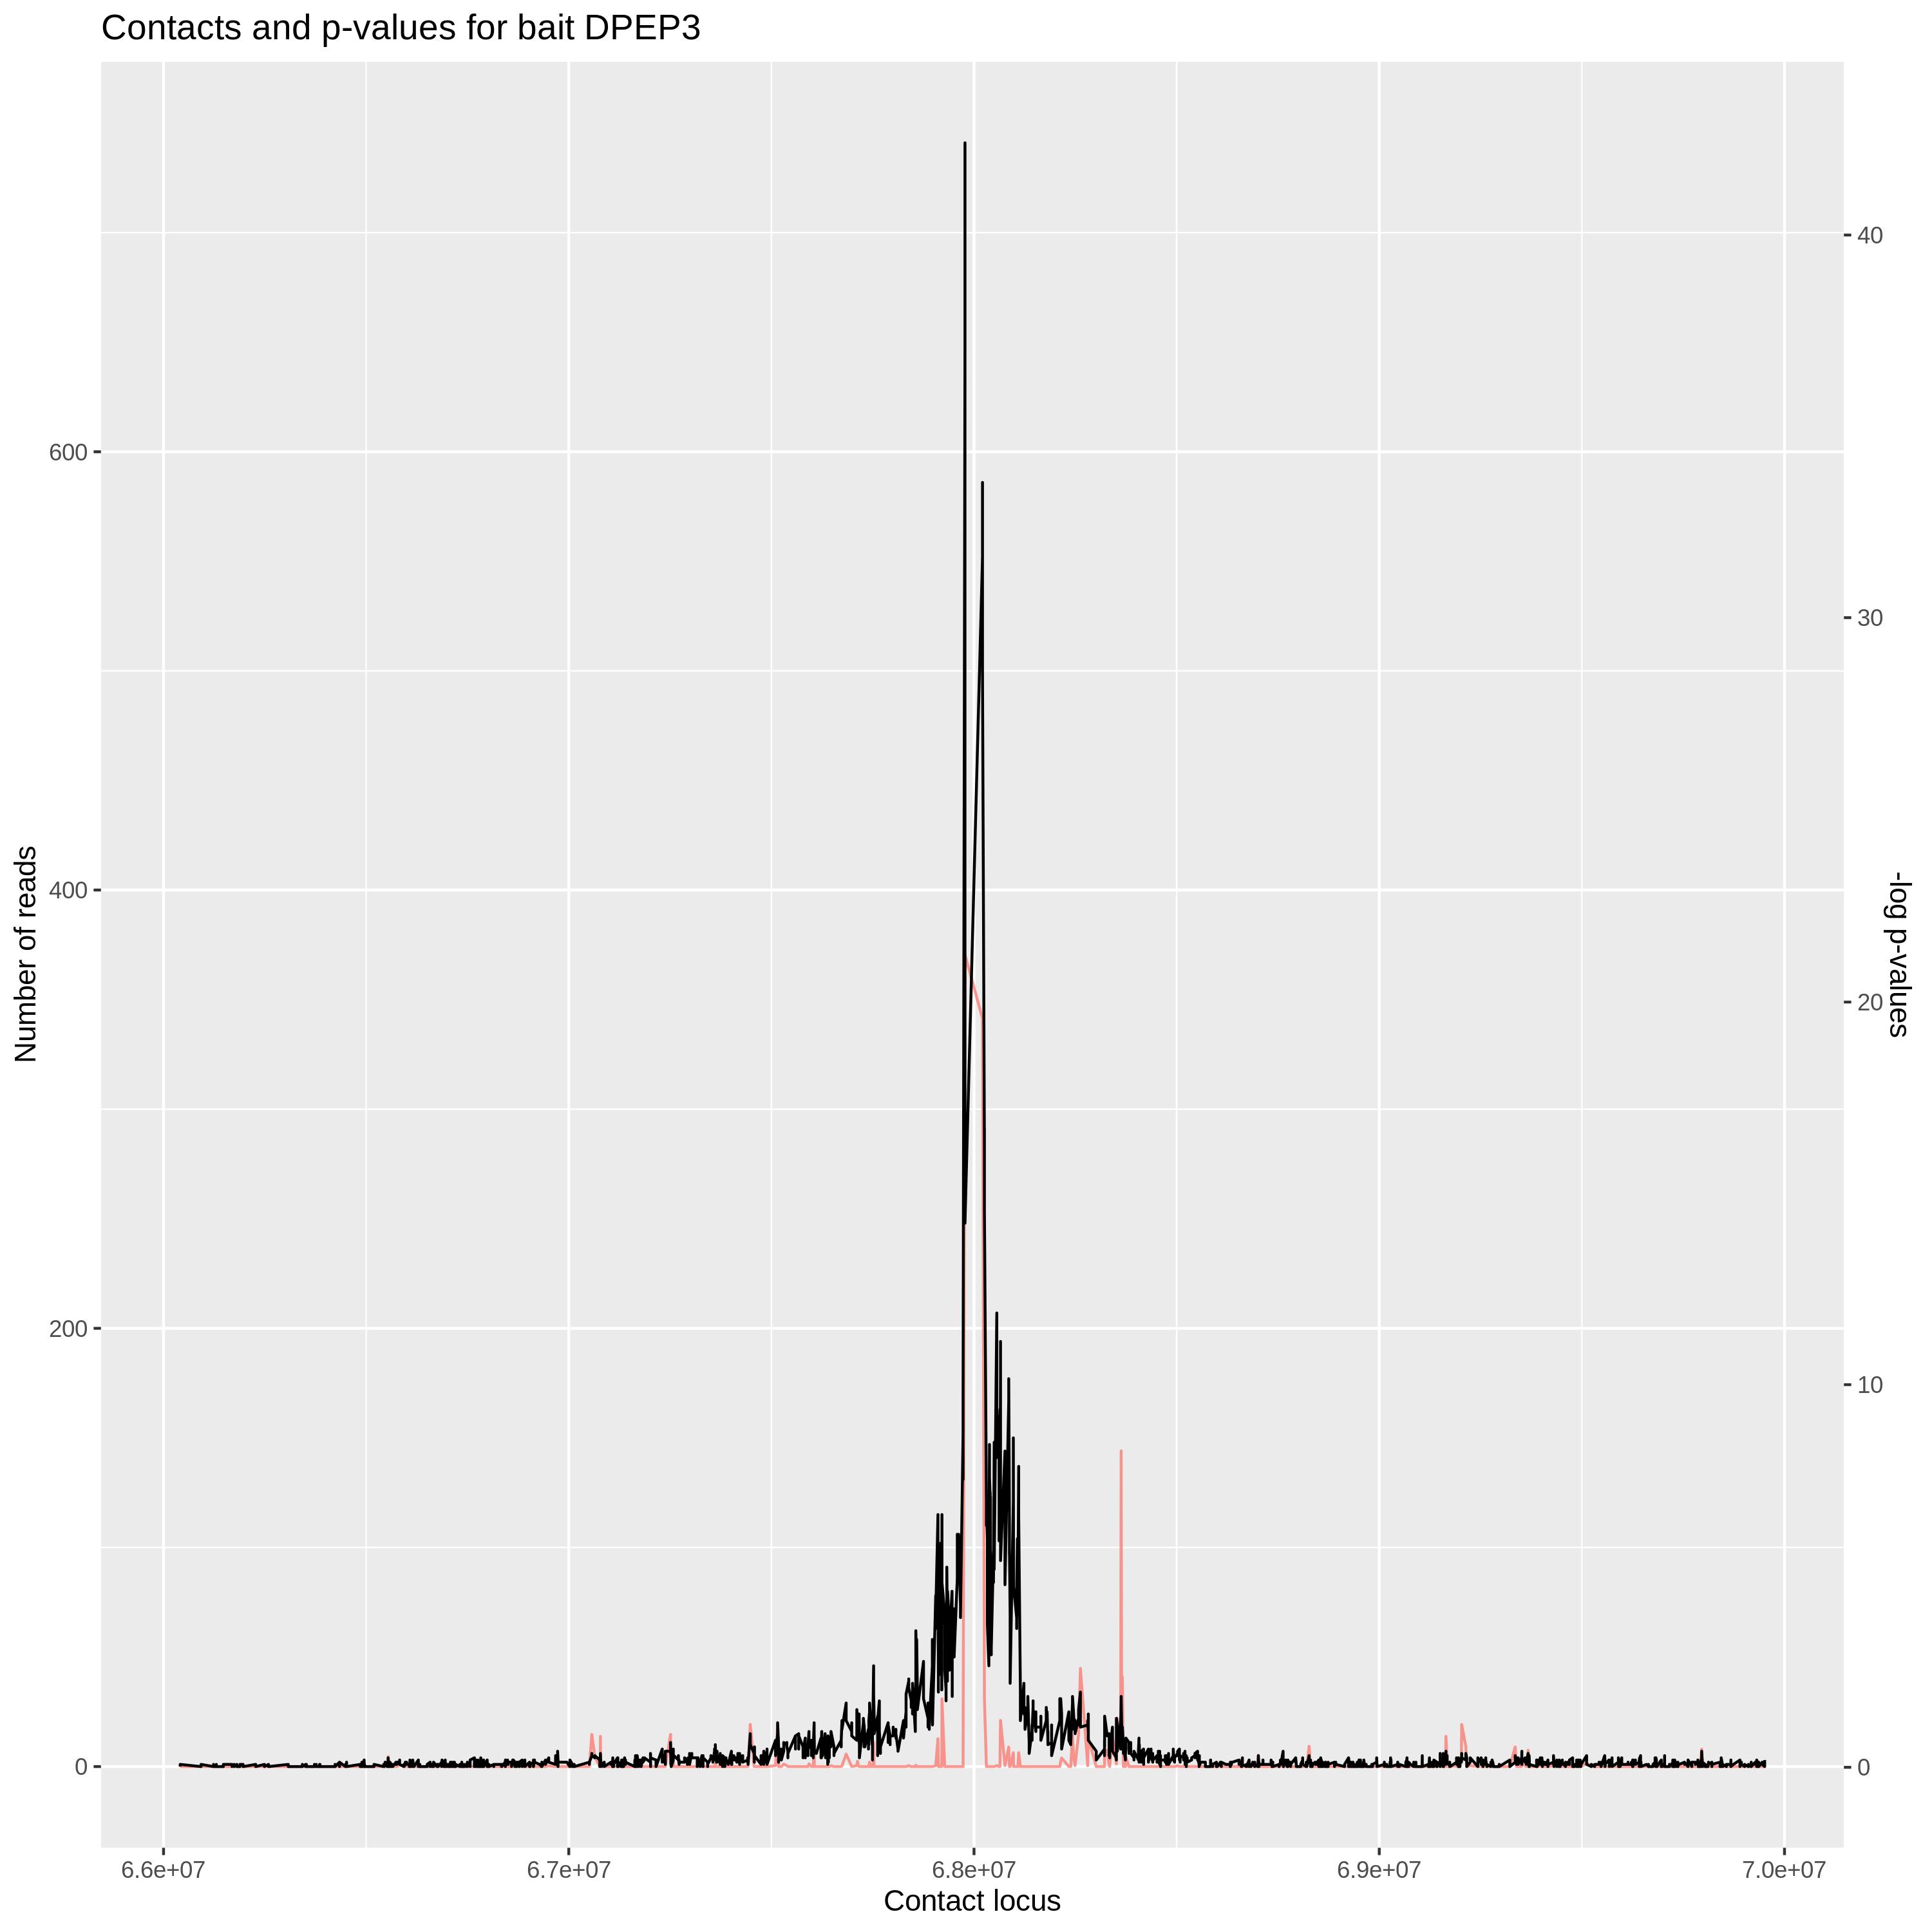 Contacts and p-values for bait DPEP3
Number of reads
600
400
200
0
40
30
20
10
0
-log p-values
6.6e+07 6.7e+07 6.8e+07 6.9e+07 7.0e+07
Contact locus